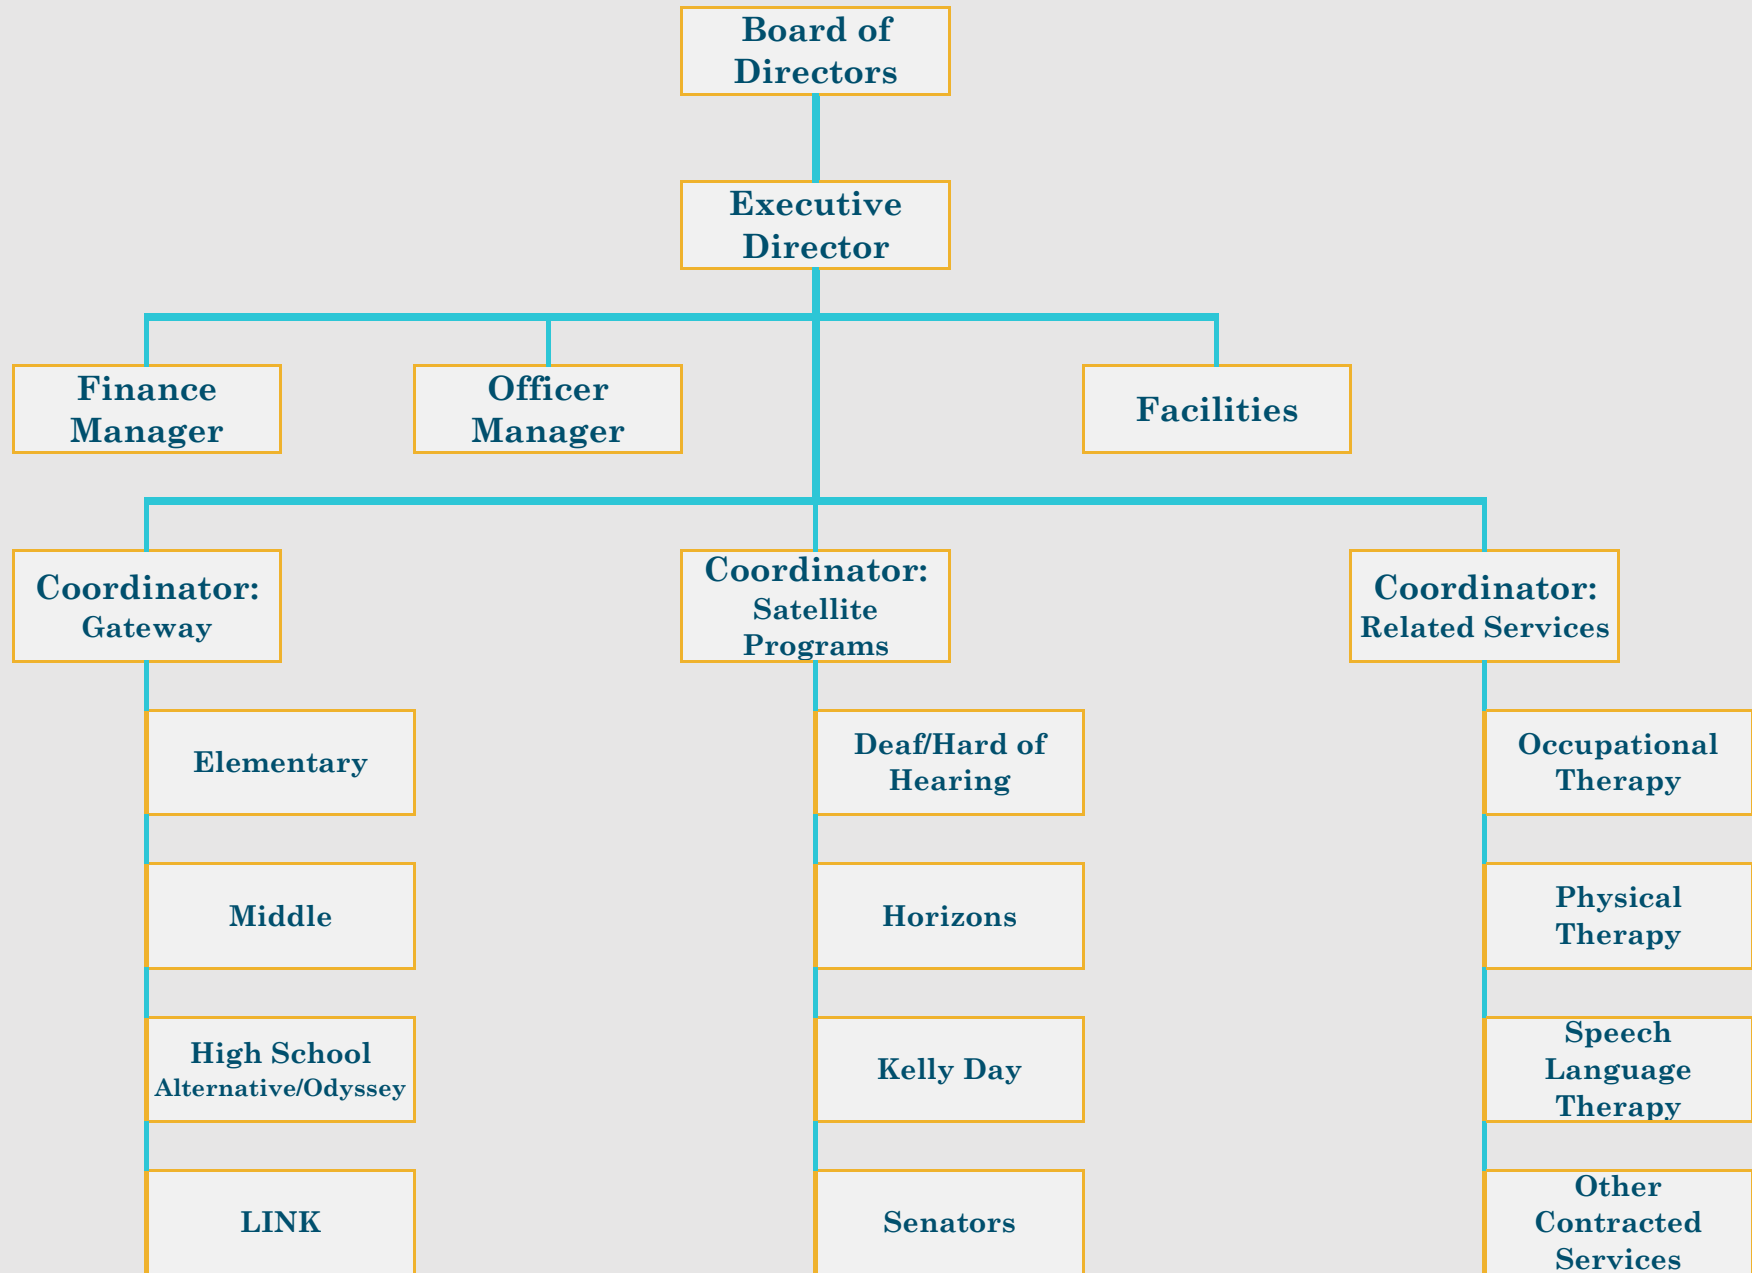 Board of
Directors
Executive
Director
Finance
Manager
Officer
Manager
Facilities
Coordinator:
Gateway
Coordinator:
Satellite
Programs
Coordinator:
Related Services
Elementary
Deaf/Hard of
Hearing
Occupational
Therapy
Middle
Horizons
Physical
Therapy
High School
Alternative/Odyssey
Kelly Day
Speech
Language
Therapy
LINK
Senators
Other
Contracted
Services